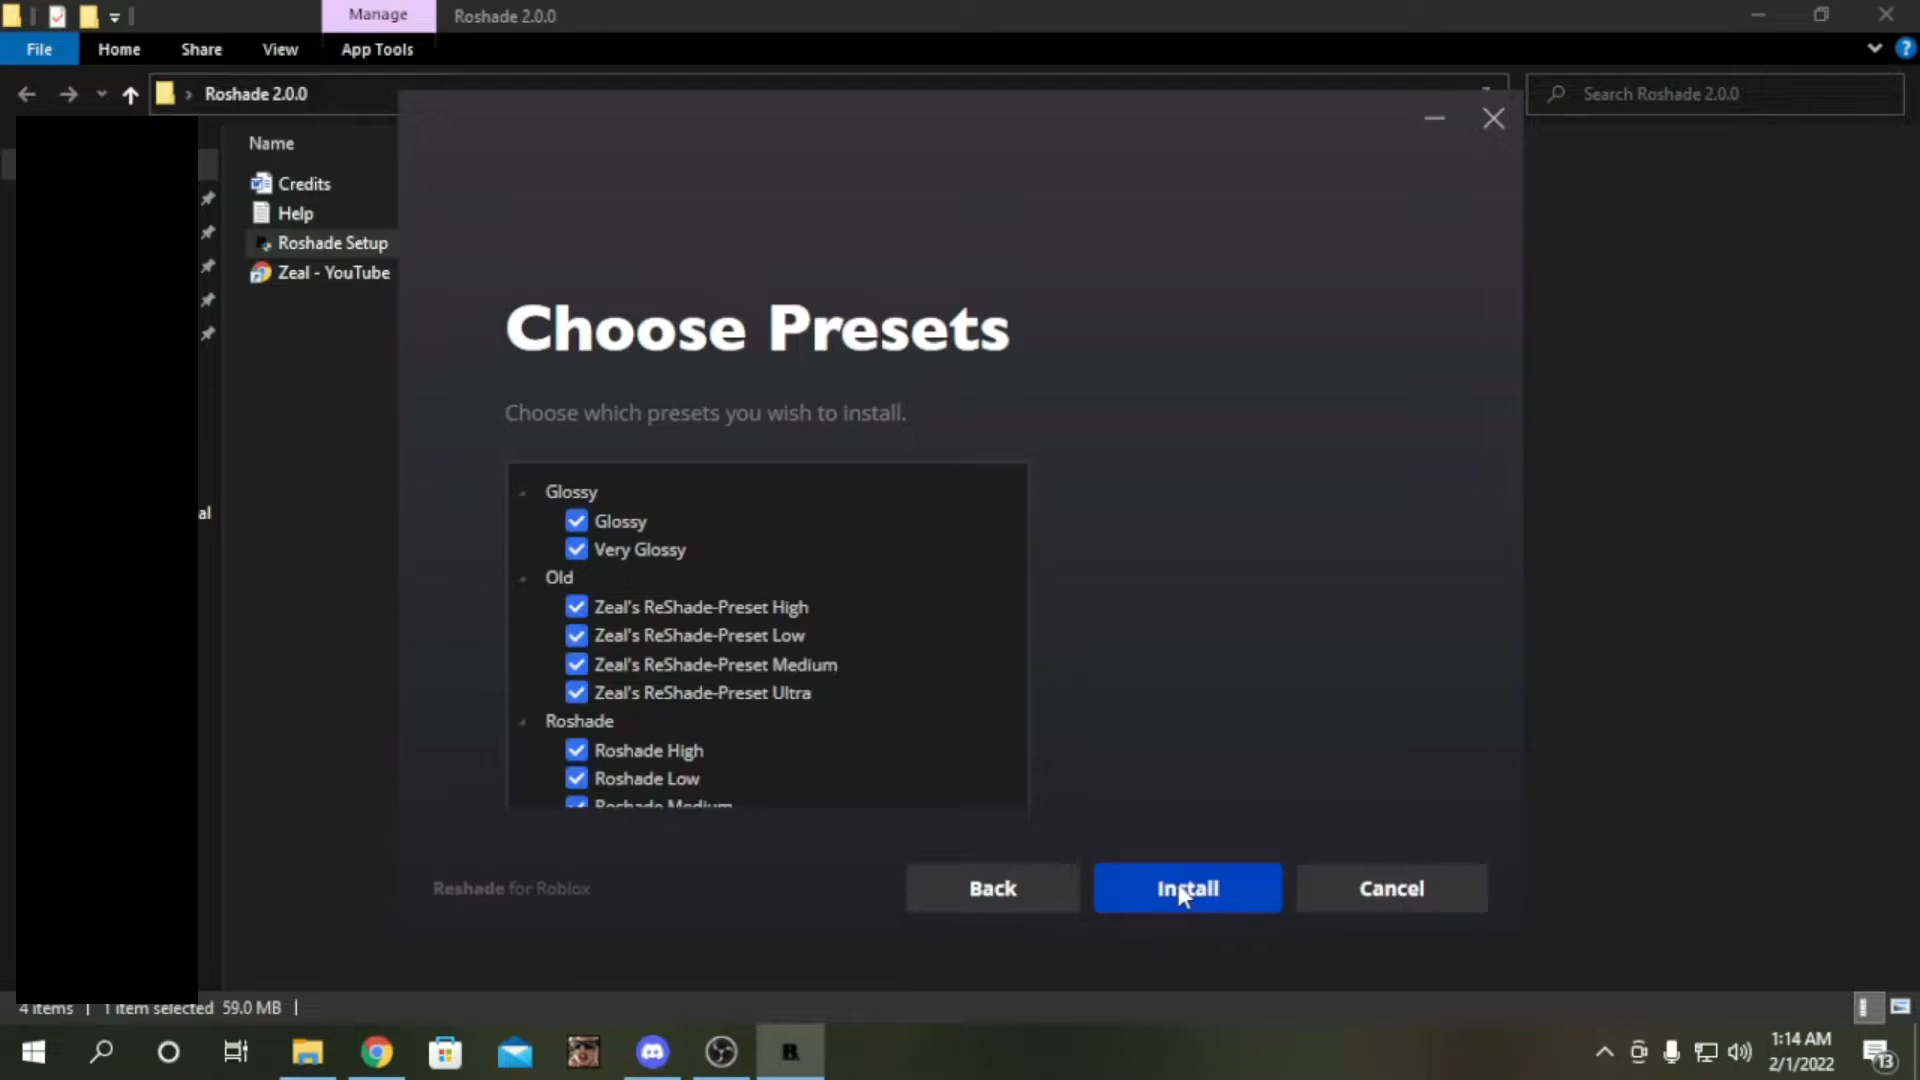 Manage
Roshade 2.0.0
File
Home
Share
View
App Tools
Roshade 2.0.0
Search Roshade 2.0.0
Name
Credits
Help
Roshade Setup
Zeal - YouTube
al
Choose Presets
Choose which presets you wish to install.
Glossy
Glossy
Very Glossy
Old
Zeal's ReShade-Preset High
Zeal's ReShade-Preset Low
Zeal's ReShade-Preset Medium
Zeal's ReShade-Preset Ultra
Roshade
Roshade High
Roshade Low
Roshade Medium
Reshade for Roblox
Back
Install
Cancel
4 items
1 item selected 59.0 MB
R
1:14 AM
2/1/2022
13